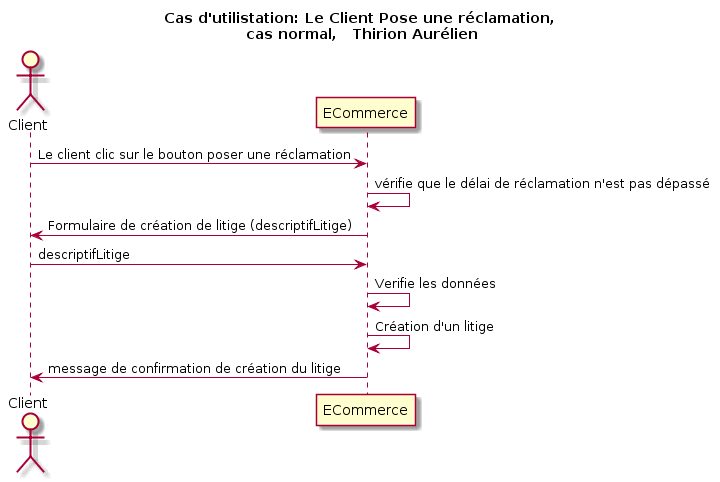 Cas d'utilistation: Le Client Pose une réclamation,
cas normal, Thirion Aurélien
Client
ECommerce
Le client clic sur le bouton poser une réclamation
vérifie que le délai de réclamation n'est pas dépassé
Formulaire de création de litige (descriptifLitige)
descriptifLitige
Verifie les données
Création d'un litige
message de confirmation de création du litige
Client
ECommerce